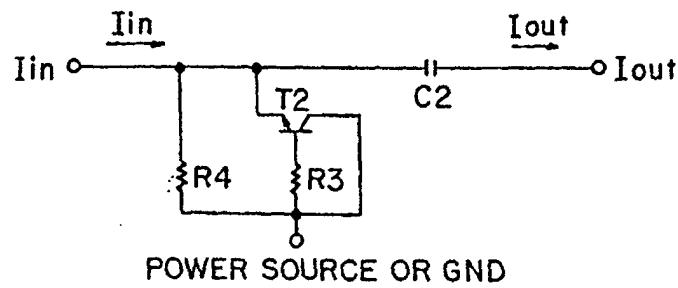 Iin
Iout
Iin
Iout
C2
T2
R4
R3
POWER SOURCE OR GND